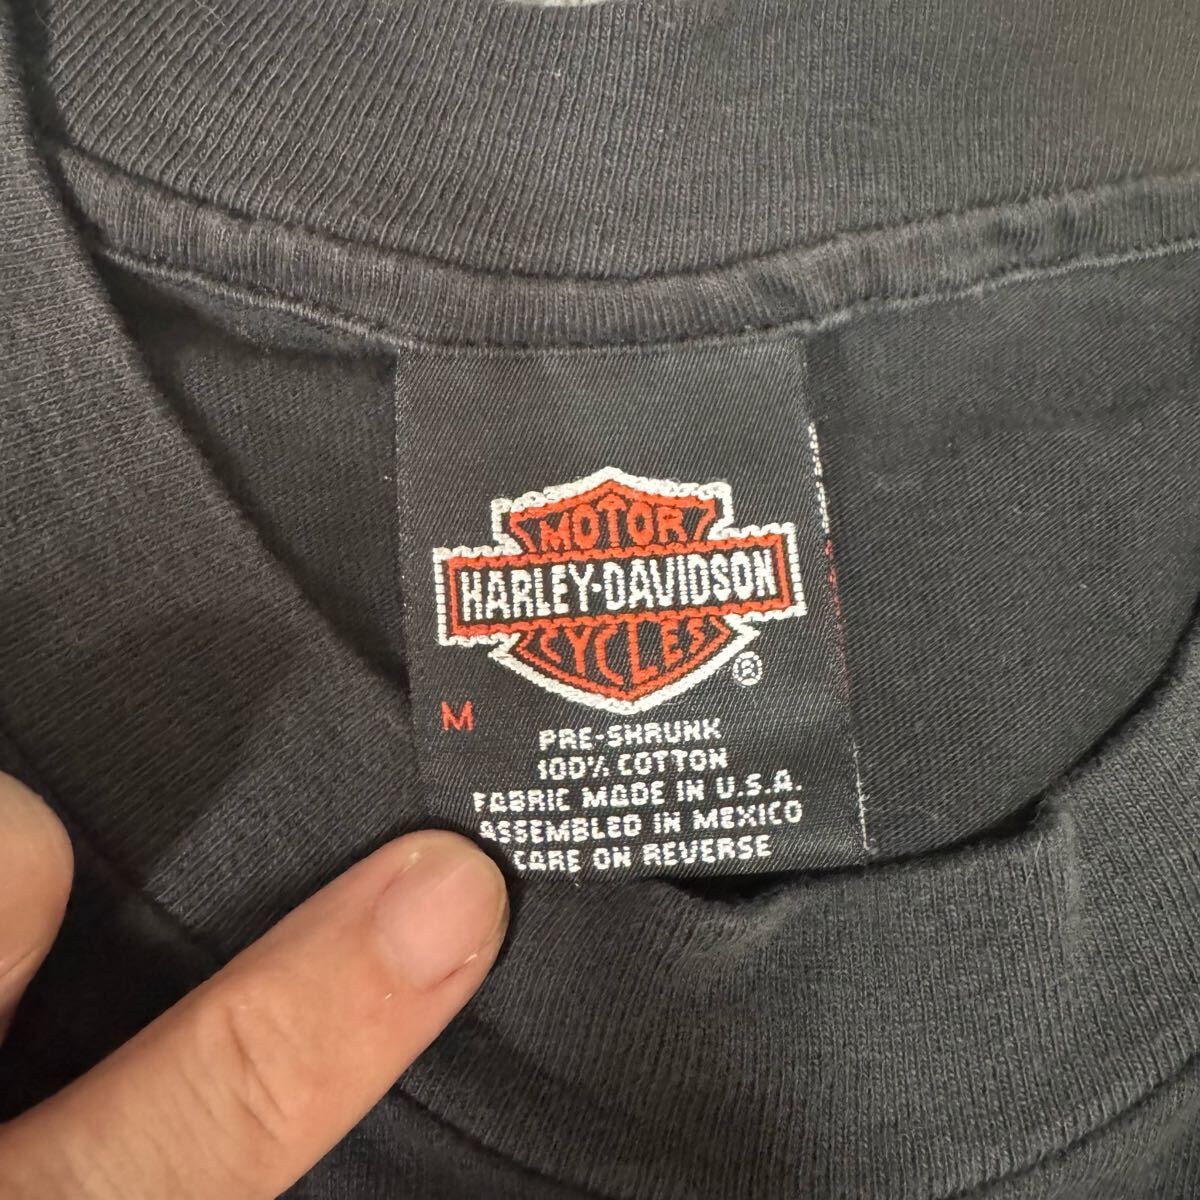 MOTOR
HARLEY-DAVIDSON
CYCLES
®
M
PRE-SHRUNK
100% COTTON
FABRIC MADE IN U.S.A.
ASSEMBLED IN MEXICO
CARE ON REVERSE